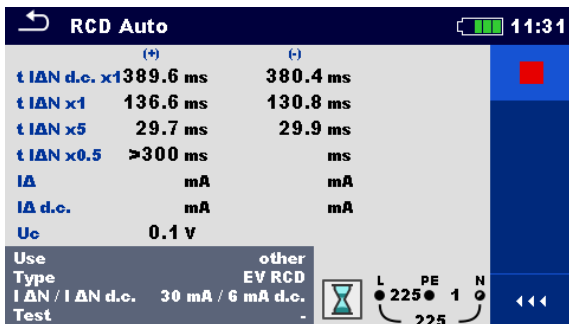 RCD Auto 11:31
(+) (-)
t IΔN d.c. x1 389.6 ms 380.4 ms
t IΔN x1 136.6 ms 130.8 ms
t IΔN x5 29.7 ms 29.9 ms
t IΔN x0.5 >300 ms ms
IΔ mA mA
IΔ d.c. mA mA
Uc 0.1 V
Use other
Type EV RCD
I ΔN / I ΔN d.c. 30 mA / 6 mA d.c.
Test -
L PE N
225 1
225